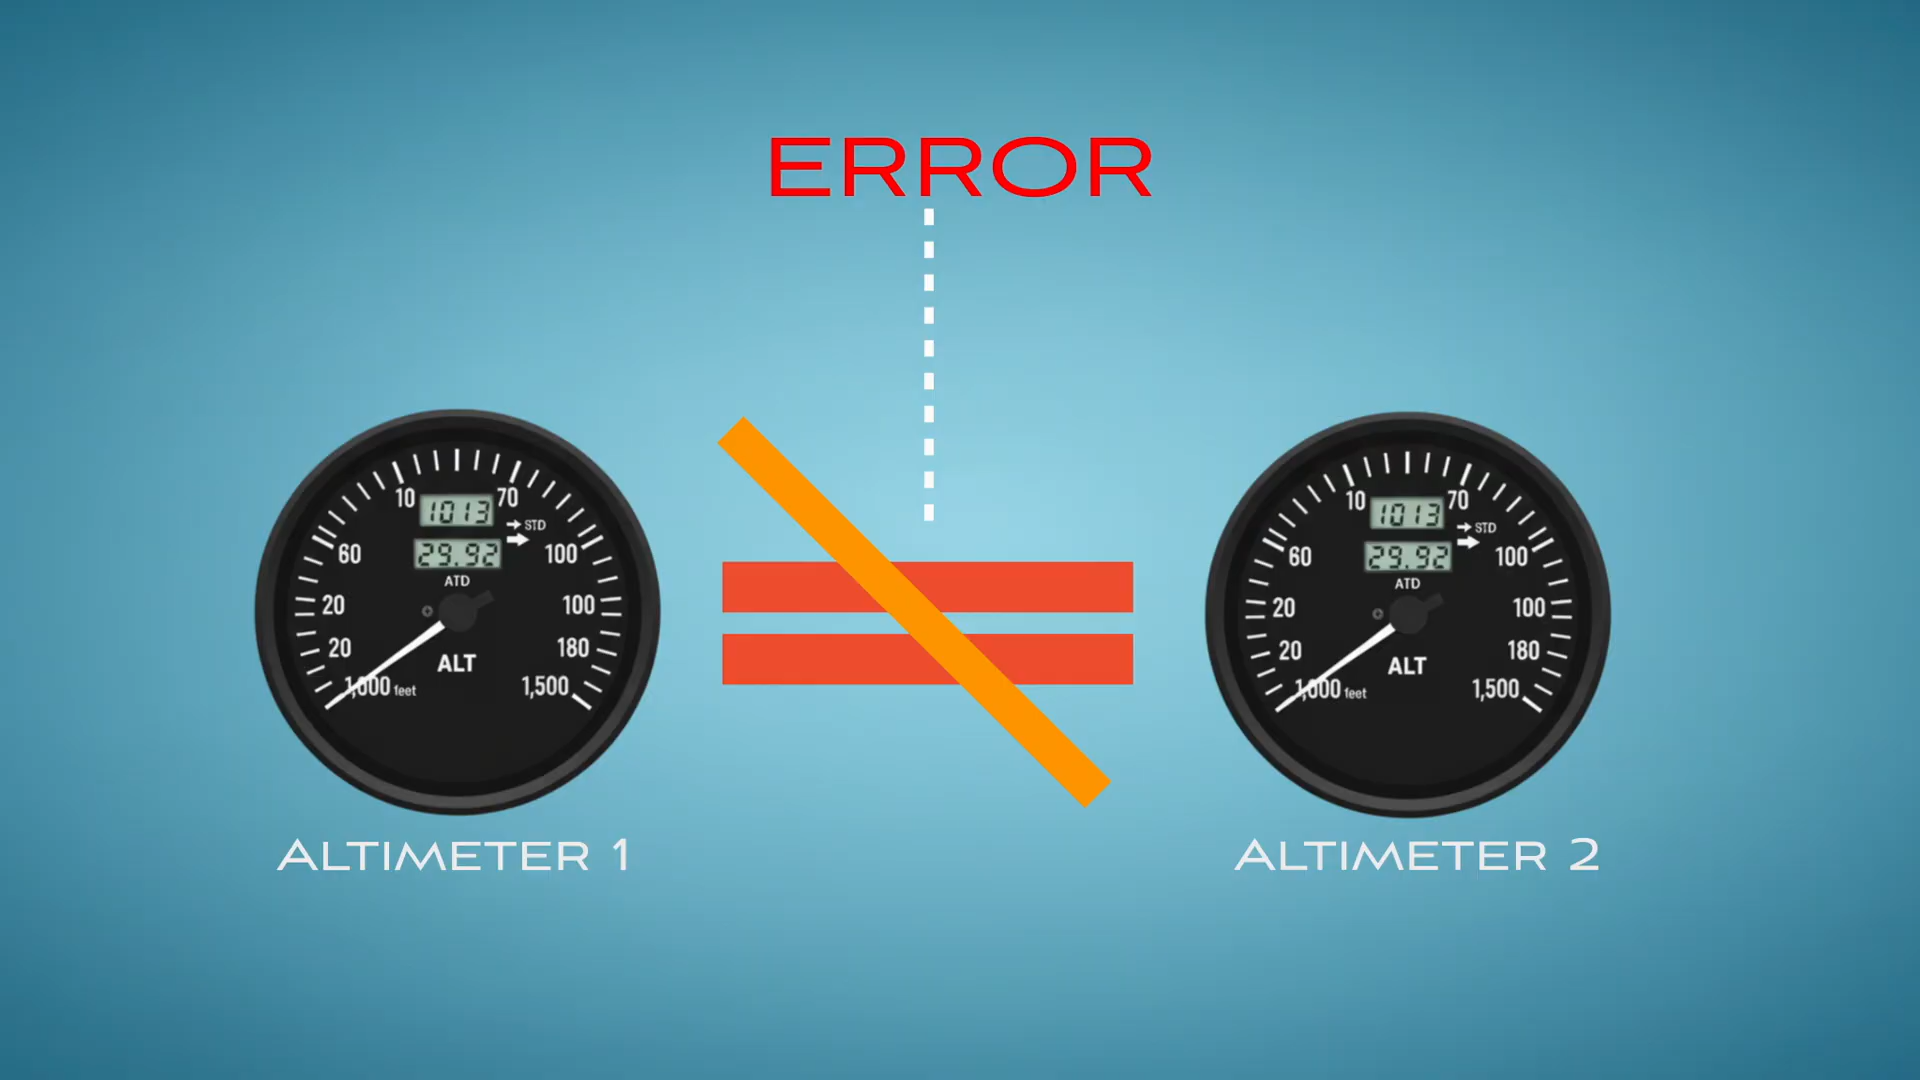 ERROR
10 1013 70
→ STD
60 29.92 100
ATD
20 100
20 180
ALT
1,000 feet 1,500
ALTIMETER 1
10 1013 70
→ STD
60 29.92 100
ATD
20 100
20 180
ALT
1,000 feet 1,500
ALTIMETER 2